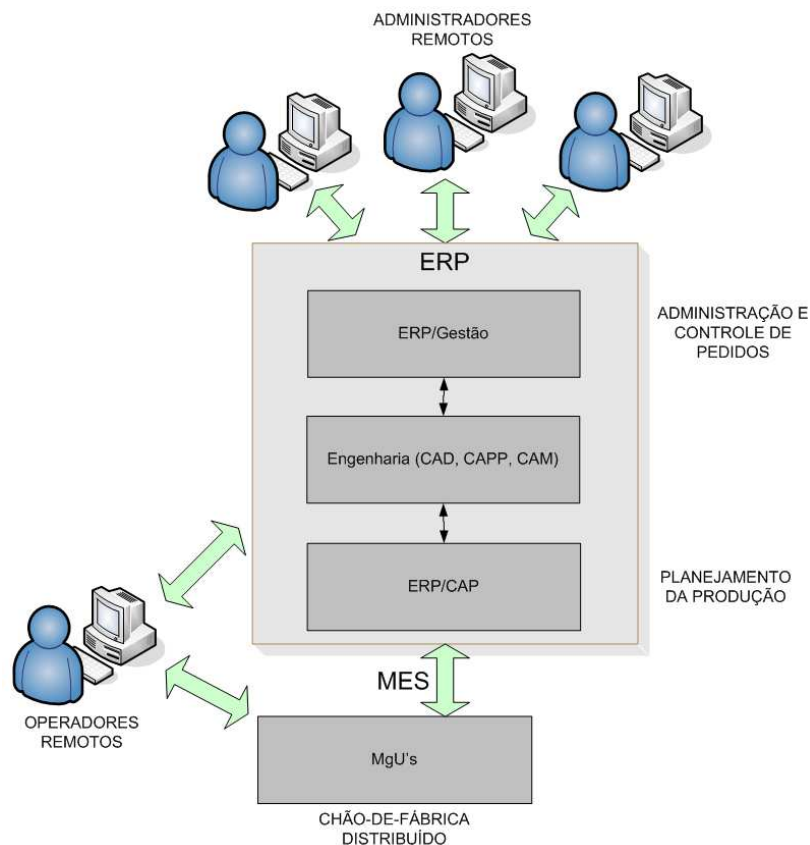 ADMINISTRADORES
REMOTOS
ERP
ERP/Gestão
ADMINISTRAÇÃO E
CONTROLE DE
PEDIDOS
Engenharia (CAD, CAPP, CAM)
ERP/CAP
PLANEJAMENTO
DA PRODUÇÃO
MES
OPERADORES
REMOTOS
MgU's
CHÃO-DE-FÁBRICA
DISTRIBUÍDO